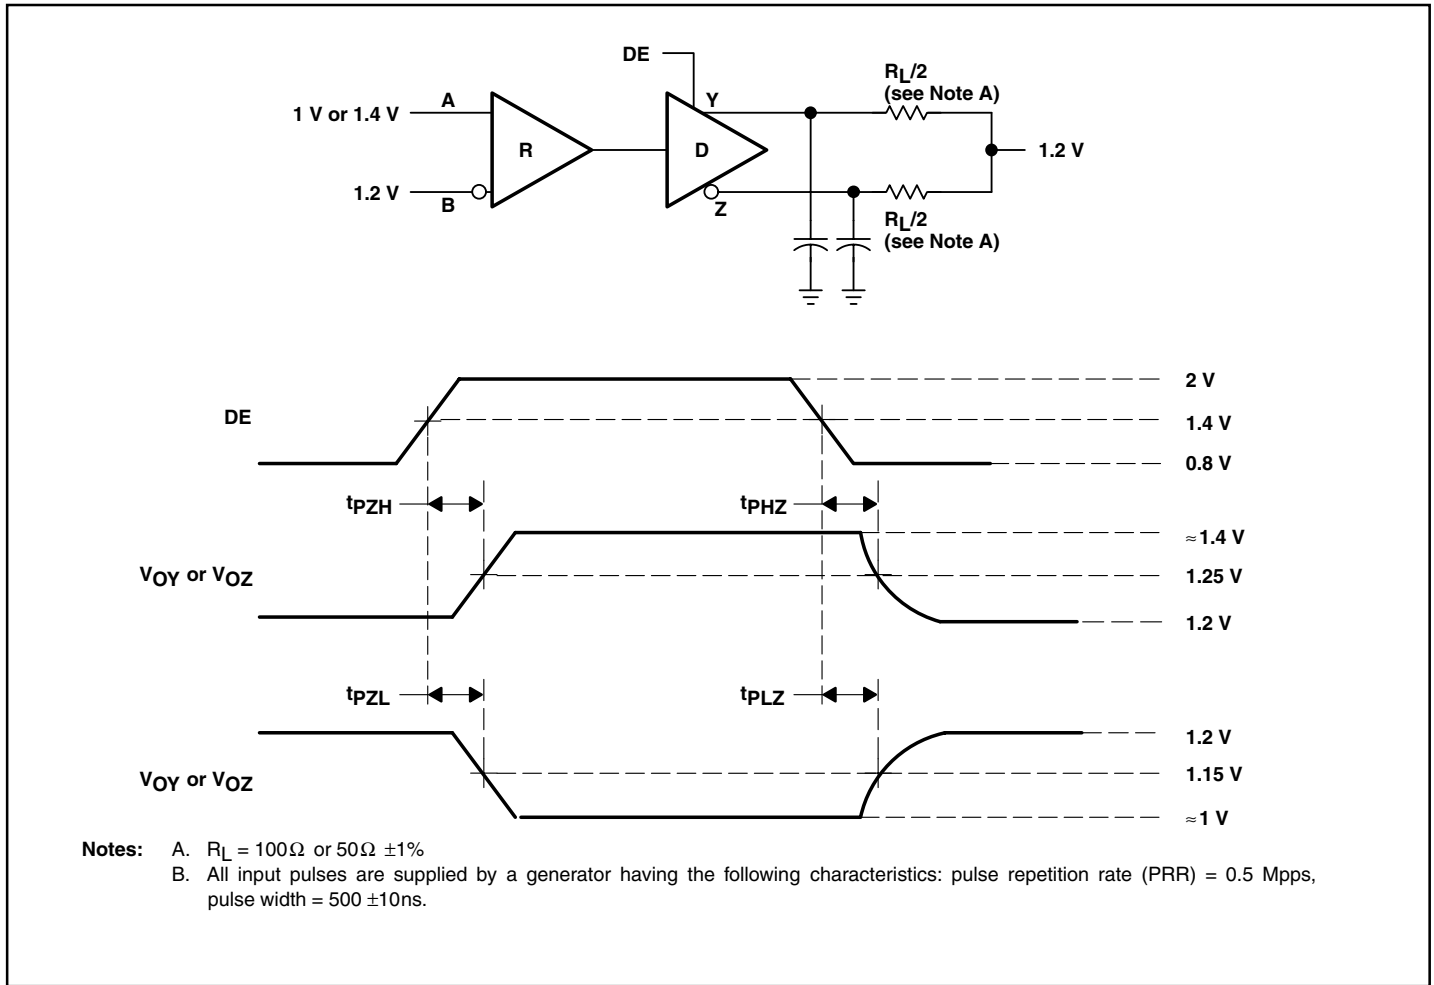 DE
R_L/2
(see Note A)
1 V or 1.4 V
A
Y
R
D
1.2 V
1.2 V
B
Z
R_L/2
(see Note A)
2 V
DE
1.4 V
0.8 V
t_PZH
t_PHZ
≈1.4 V
V_OY or V_OZ
1.25 V
1.2 V
t_PZL
t_PLZ
1.2 V
V_OY or V_OZ
1.15 V
≈1 V
Notes: A. R_L = 100Ω or 50Ω ±1%
B. All input pulses are supplied by a generator having the following characteristics: pulse repetition rate (PRR) = 0.5 Mpps,
pulse width = 500 ±10ns.